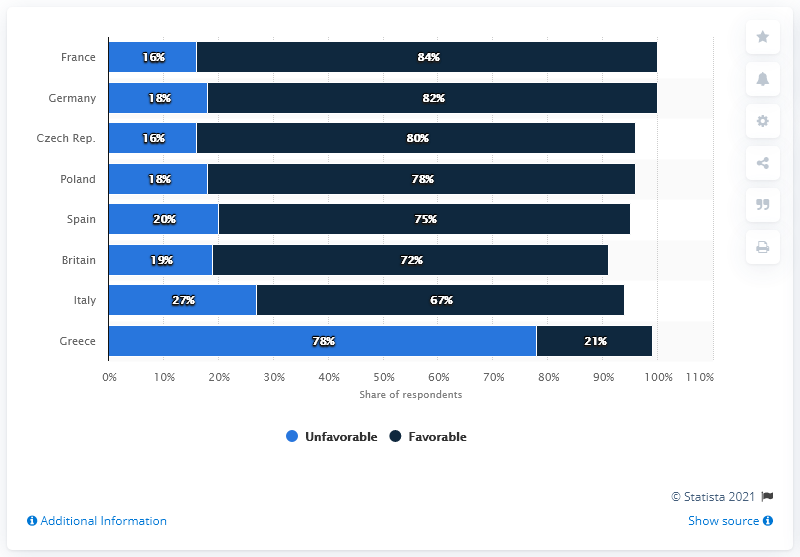 France 16% 84%
Germany 18% 82%
Czech Rep. 16% 80%
Poland 18% 78%
Spain 20% 75%
Britain 19% 72%
Italy 27% 67%
Greece 78% 21%
0% 10% 20% 30% 40% 50% 60% 70% 80% 90% 100% 110%
Share of respondents
Unfavorable Favorable
© Statista 2021
Additional Information Show source